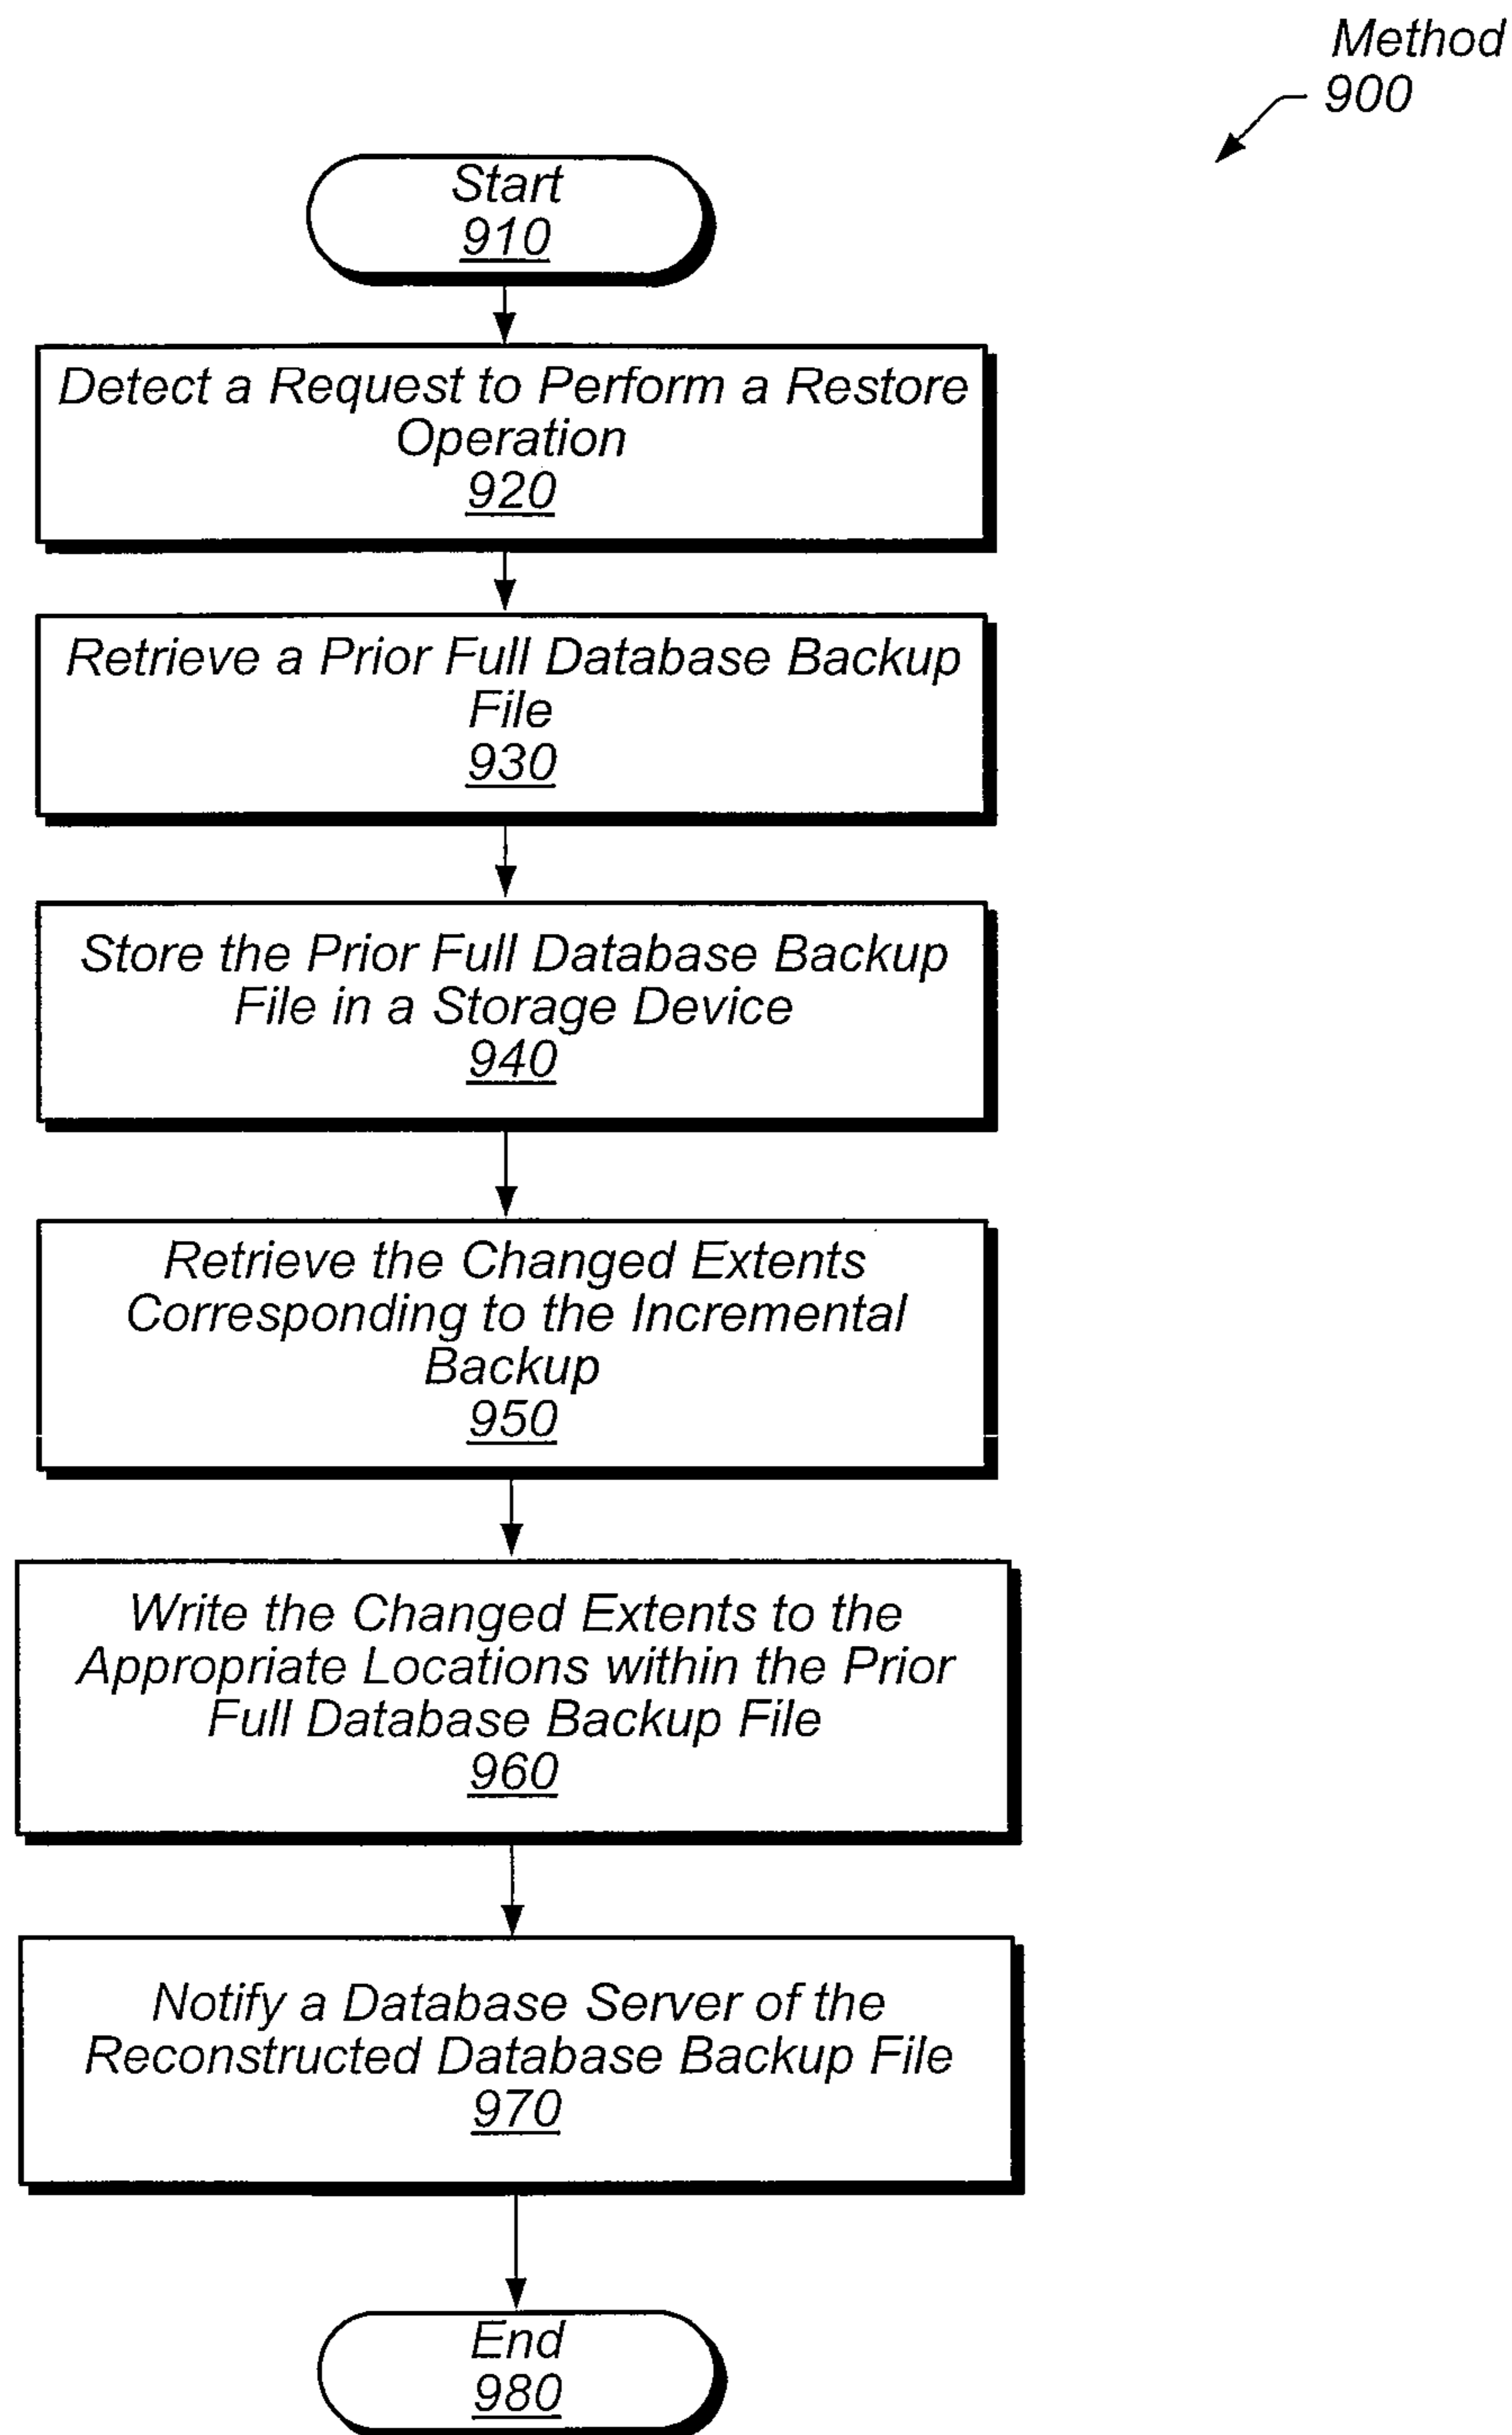 Method
900
Start
910
Detect a Request to Perform a Restore
Operation
920
Retrieve a Prior Full Database Backup
File
930
Store the Prior Full Database Backup
File in a Storage Device
940
Retrieve the Changed Extents
Corresponding to the Incremental
Backup
950
Write the Changed Extents to the
Appropriate Locations within the Prior
Full Database Backup File
960
Notify a Database Server of the
Reconstructed Database Backup File
970
End
980